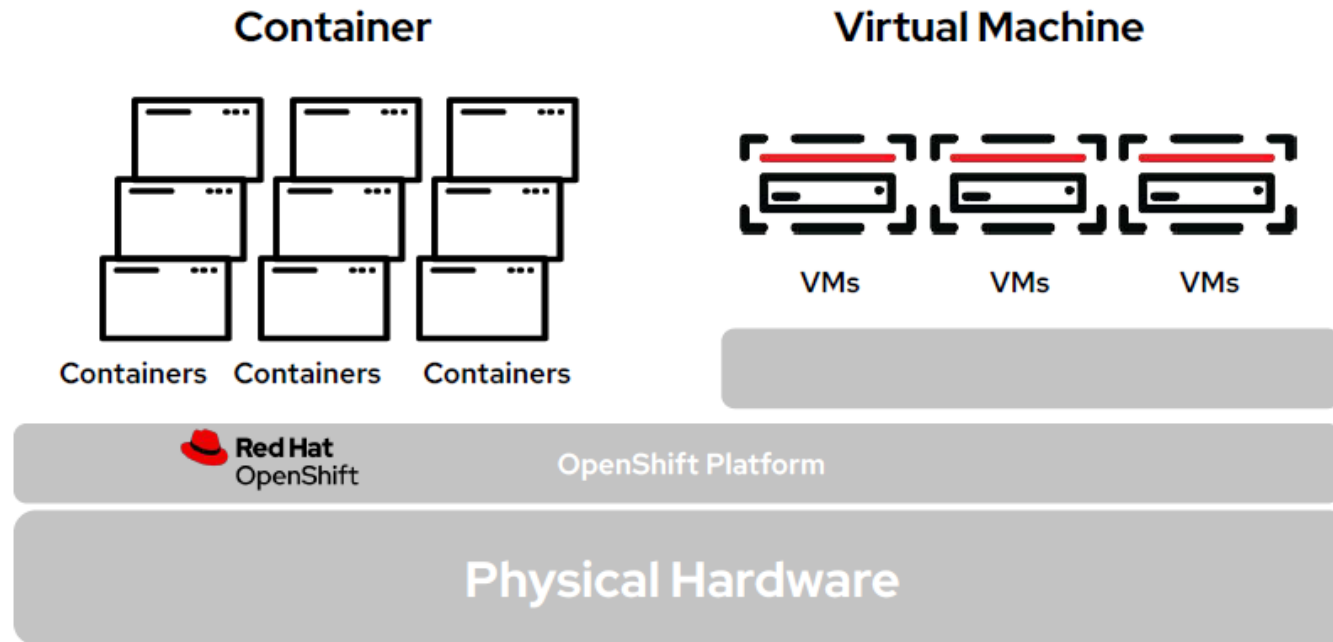 Container
Virtual Machine
VMs
VMs
VMs
Containers
Containers
Containers
Red Hat
OpenShift
OpenShift Platform
Physical Hardware